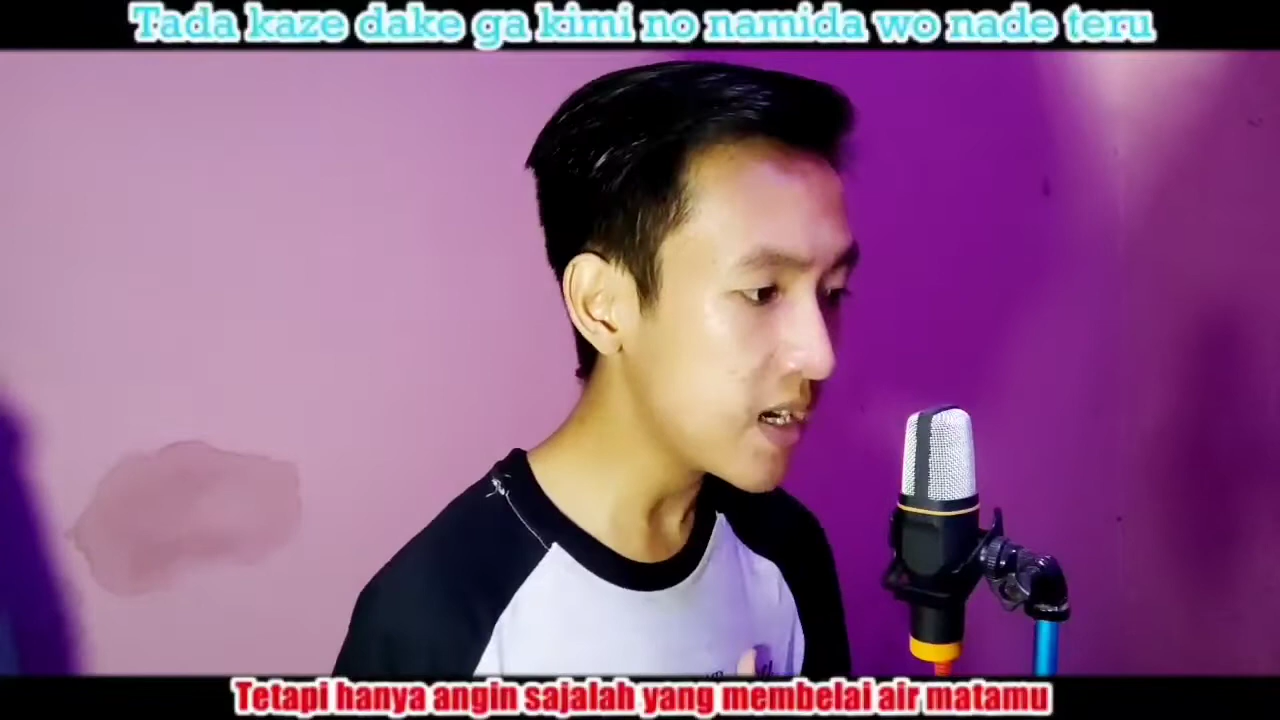 Tada kaze dake ga kimi no namida wo nade teru
Tetapi hanya angin sajalah yang membelai air matamu